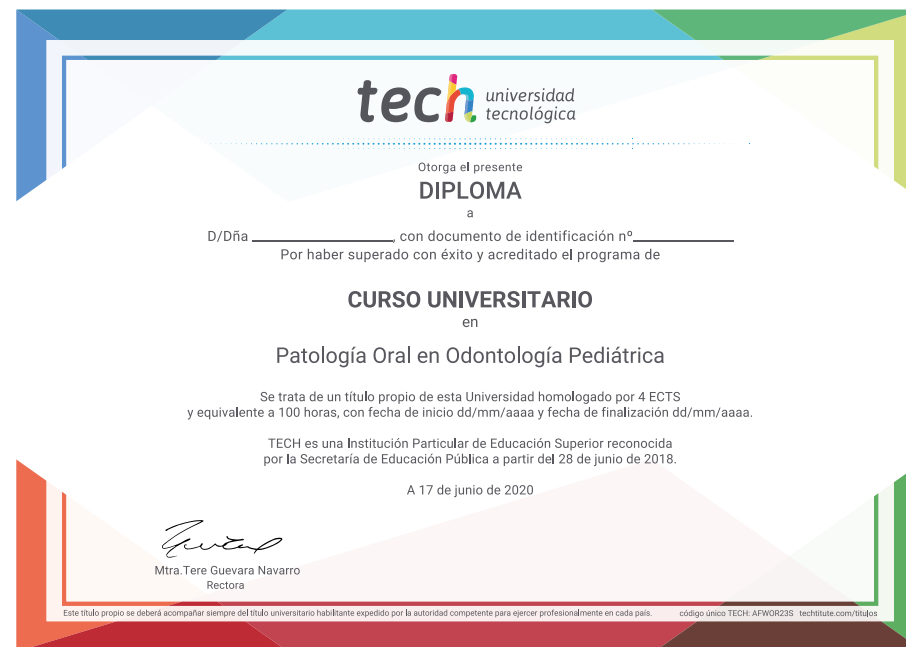 tech universidad
tecnológica
Otorga el presente
DIPLOMA
a
D/Dña ____________________, con documento de identificación nº______________
Por haber superado con éxito y acreditado el programa de
CURSO UNIVERSITARIO
en
Patología Oral en Odontología Pediátrica
Se trata de un título propio de esta Universidad homologado por 4 ECTS
y equivalente a 100 horas, con fecha de inicio dd/mm/aaaa y fecha de finalización dd/mm/aaaa.
TECH es una Institución Particular de Educación Superior reconocida
por la Secretaría de Educación Pública a partir del 28 de junio de 2018.
A 17 de junio de 2020
Mtra.Tere Guevara Navarro
Rectora
Este título propio se deberá acompañar siempre del título universitario habilitante expedido por la autoridad competente para ejercer profesionalmente en cada país. código único TECH: AFWOR23S techtitute.com/títulos